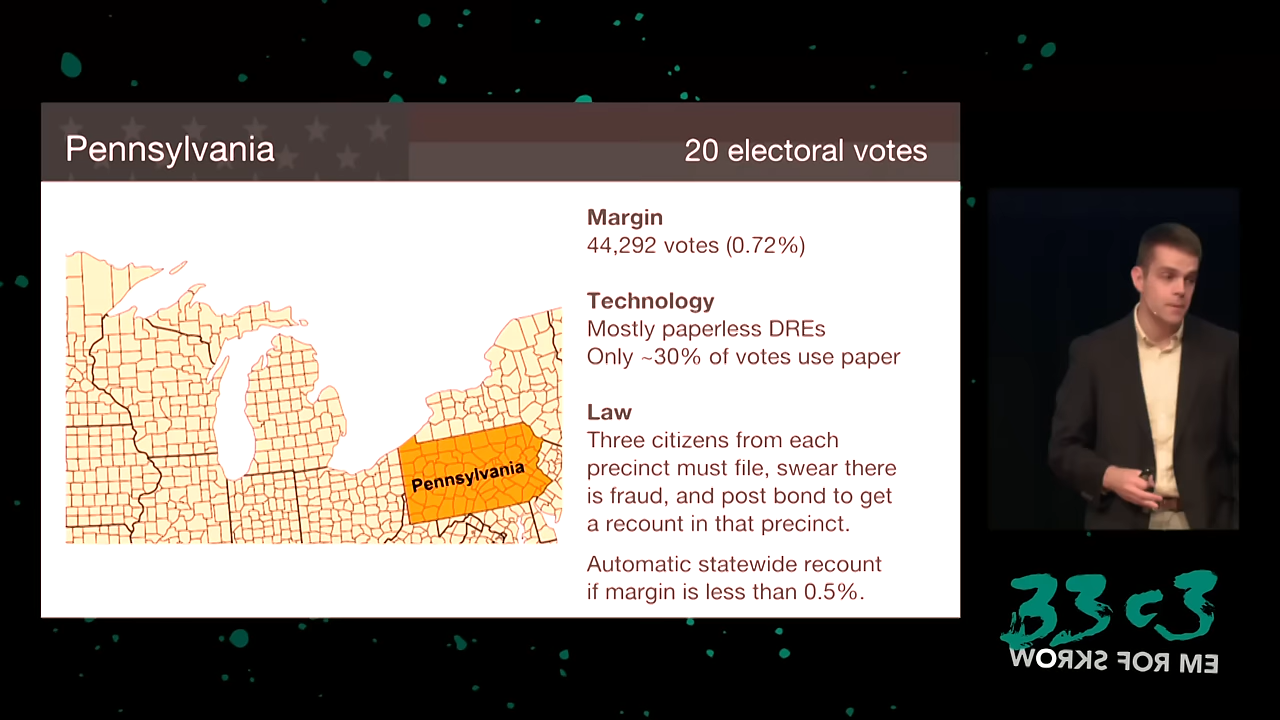 Pennsylvania
20 electoral votes
Margin
44,292 votes (0.72%)
Technology
Mostly paperless DREs
Only ~30% of votes use paper
Law
Three citizens from each
precinct must file, swear there
is fraud, and post bond to get
a recount in that precinct.
Automatic statewide recount
if margin is less than 0.5%.
Pennsylvania
33c3
WORKS FOR ME